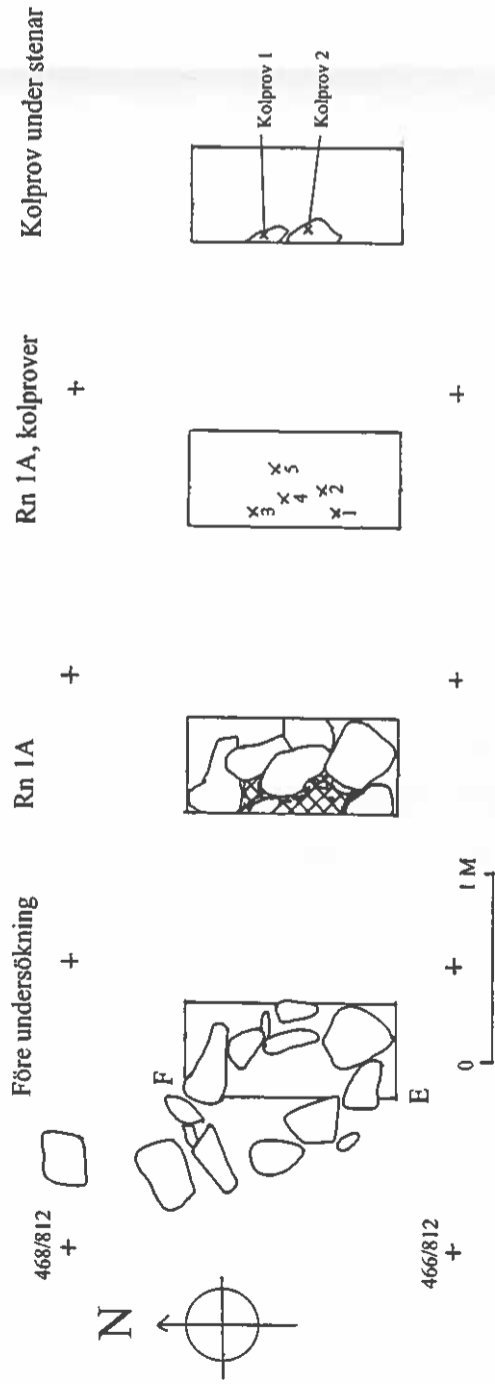 Före undersökning
Rn 1A
Rn 1A, kolprover
Kolprov under stenar
468/812
466/812
N
F
E
3
4
5
2
1
Kolprov 1
Kolprov 2
0 1 M